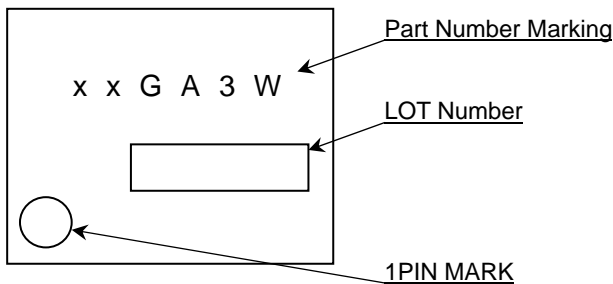 Part Number Marking
x x G A 3 W
LOT Number
1PIN MARK